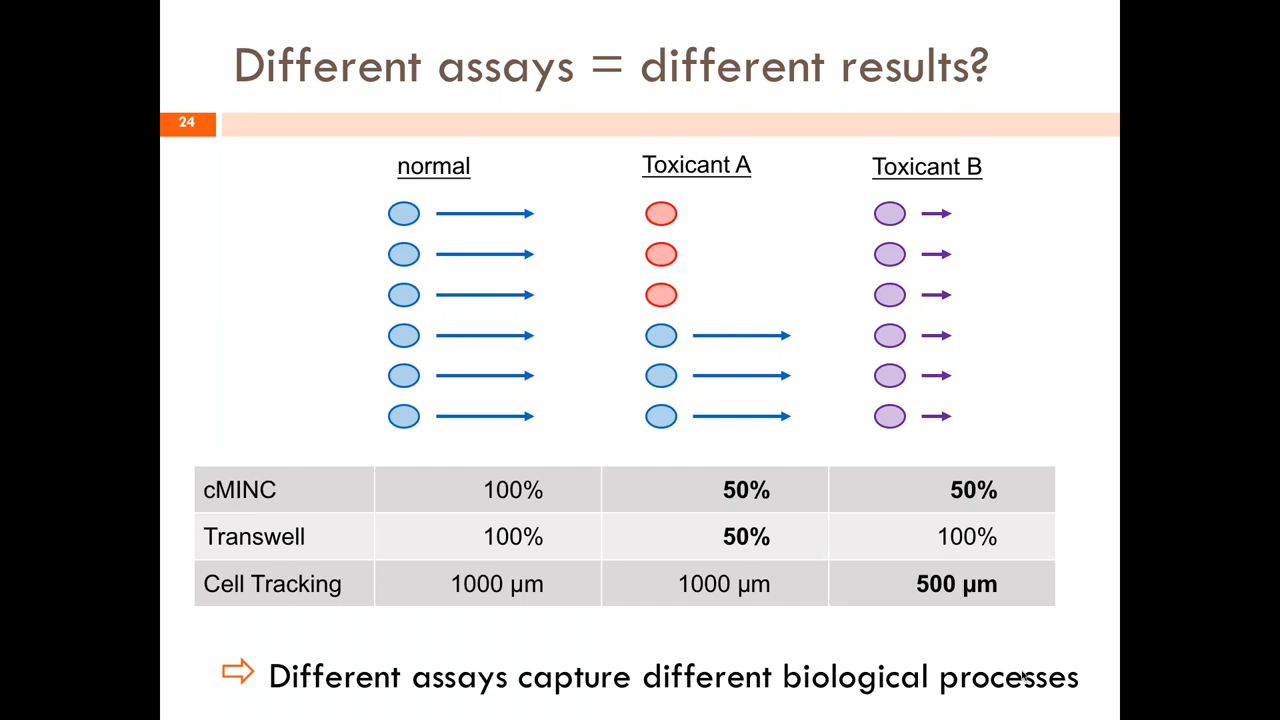 Different assays = different results?
24
normal Toxicant A Toxicant B
cMINC 100% 50% 50%
Transwell 100% 50% 100%
Cell Tracking 1000 µm 1000 µm 500 µm
⇨ Different assays capture different biological processes